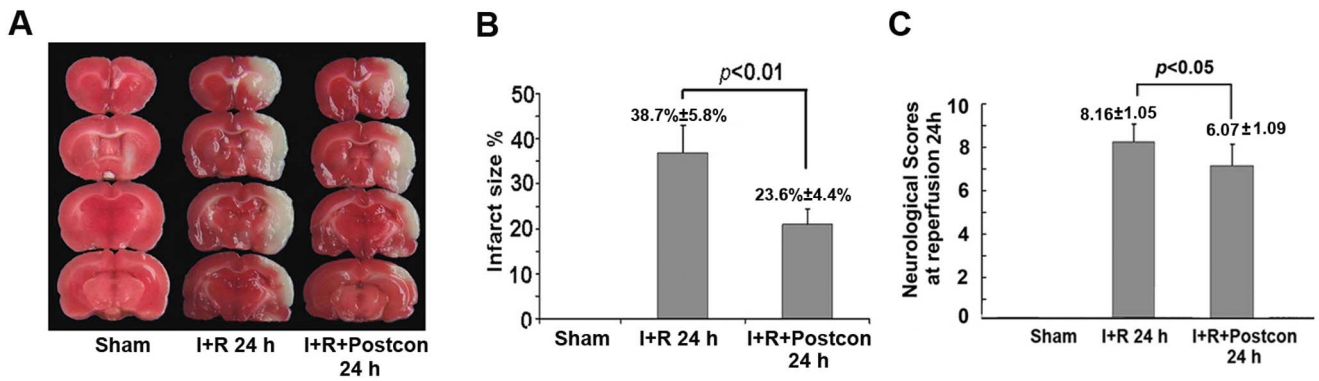 A
Sham
I+R 24 h
I+R+Postcon
24 h
B
p<0.01
Infarct size %
50
40
30
20
10
0
38.7%±5.8%
23.6%±4.4%
Sham
I+R 24 h
I+R+Postcon
24 h
C
p<0.05
Neurological Scores
at reperfusion 24h
10
8
6
4
2
0
8.16±1.05
6.07±1.09
Sham
I+R 24 h
I+R+Postcon
24 h